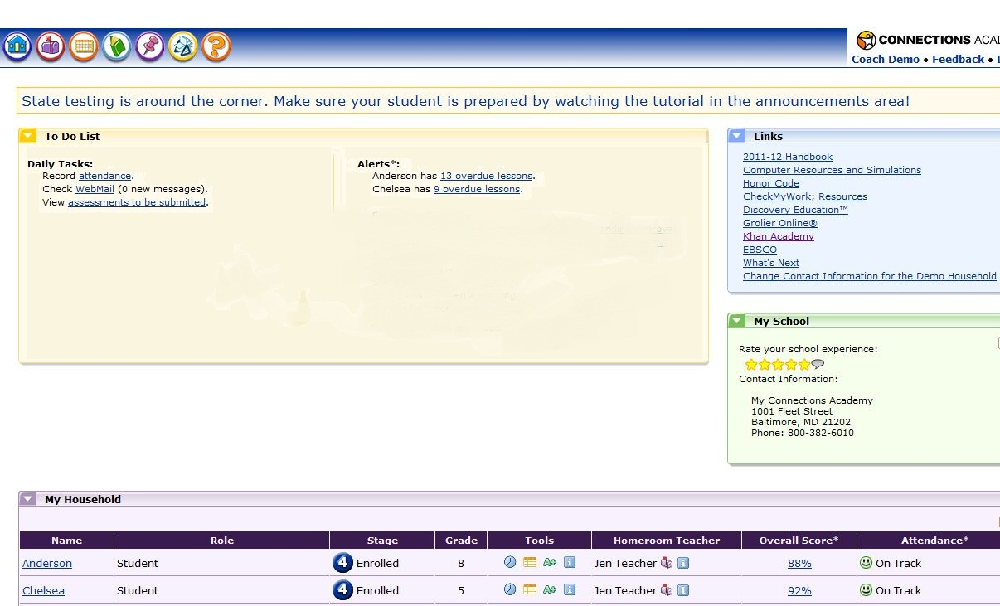 CONNECTIONS
Coach Demo • Feedback •
State testing is around the corner. Make sure your student is prepared by watching the tutorial in the announcements area!
To Do List
Daily Tasks:
Record attendance.
Check WebMail (0 new messages).
View assessments to be submitted.
Alerts*:
Anderson has 13 overdue lessons.
Chelsea has 9 overdue lessons.
Links
2011-12 Handbook
Computer Resources and Simulations
Honor Code
CheckMyWork; Resources
Discovery Education™
Grolier Online®
Khan Academy
EBSCO
What's Next
Change Contact Information for the Demo Household
My School
Rate your school experience:
Contact Information:
My Connections Academy
1001 Fleet Street
Baltimore, MD 21202
Phone: 800-382-6010
My Household
Name Role Stage Grade Tools Homeroom Teacher Overall Score* Attendance*
Anderson Student 4 Enrolled 8 A+ Jen Teacher 88% On Track
Chelsea Student 4 Enrolled 5 A+ Jen Teacher 92% On Track